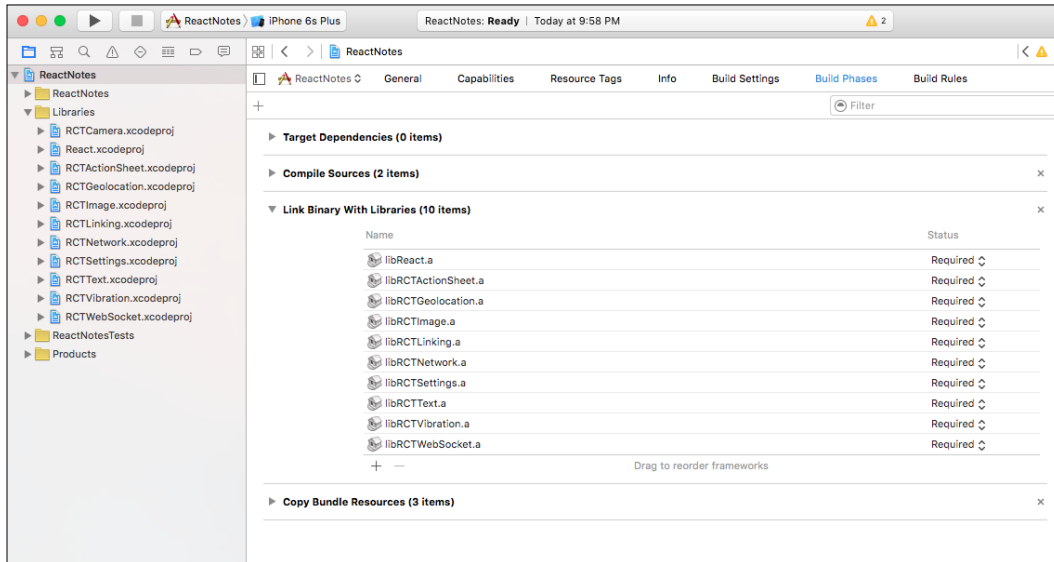 ReactNotes iPhone 6s Plus ReactNotes: Ready | Today at 9:58 PM 2
ReactNotes
ReactNotes
ReactNotes
Libraries
RCTCamera.xcodeproj
React.xcodeproj
RCTActionSheet.xcodeproj
RCTGeolocation.xcodeproj
RCTImage.xcodeproj
RCTLinking.xcodeproj
RCTNetwork.xcodeproj
RCTSettings.xcodeproj
RCTText.xcodeproj
RCTVibration.xcodeproj
RCTWebSocket.xcodeproj
ReactNotesTests
Products
ReactNotes General Capabilities Resource Tags Info Build Settings Build Phases Build Rules
Filter
Target Dependencies (0 items)
Compile Sources (2 items)
Link Binary With Libraries (10 items)
Name Status
libReact.a Required
libRCTActionSheet.a Required
libRCTGeolocation.a Required
libRCTImage.a Required
libRCTLinking.a Required
libRCTNetwork.a Required
libRCTSettings.a Required
libRCTText.a Required
libRCTVibration.a Required
libRCTWebSocket.a Required
Drag to reorder frameworks
Copy Bundle Resources (3 items)